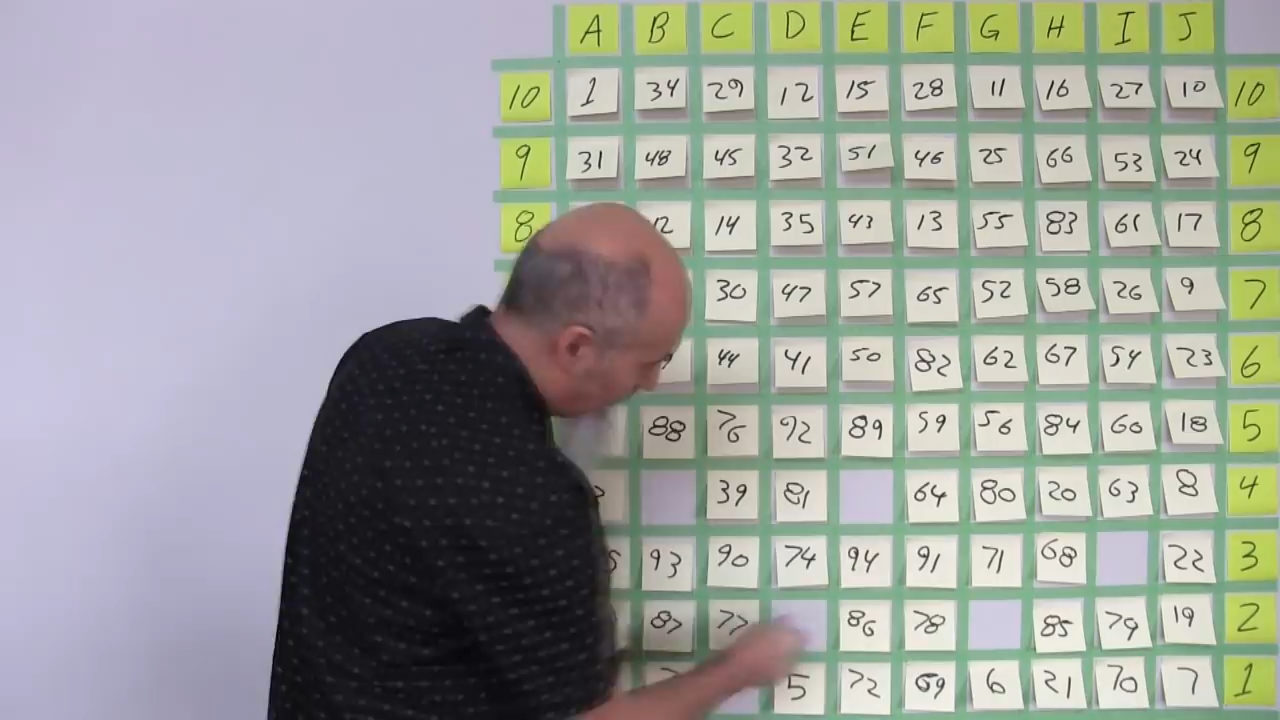 A B C D E F G H I J
10 1 34 29 12 15 28 11 16 27 10 10
9 31 48 45 32 51 46 25 66 53 24 9
8 14 35 43 13 55 83 61 17 8
30 47 57 65 52 58 26 9 7
44 41 50 82 62 67 54 23 6
88 76 92 89 59 56 84 60 18 5
39 81 64 80 20 63 8 4
93 90 74 94 91 71 68 22 3
87 77 86 78 85 79 19 2
5 72 69 6 21 70 7 1